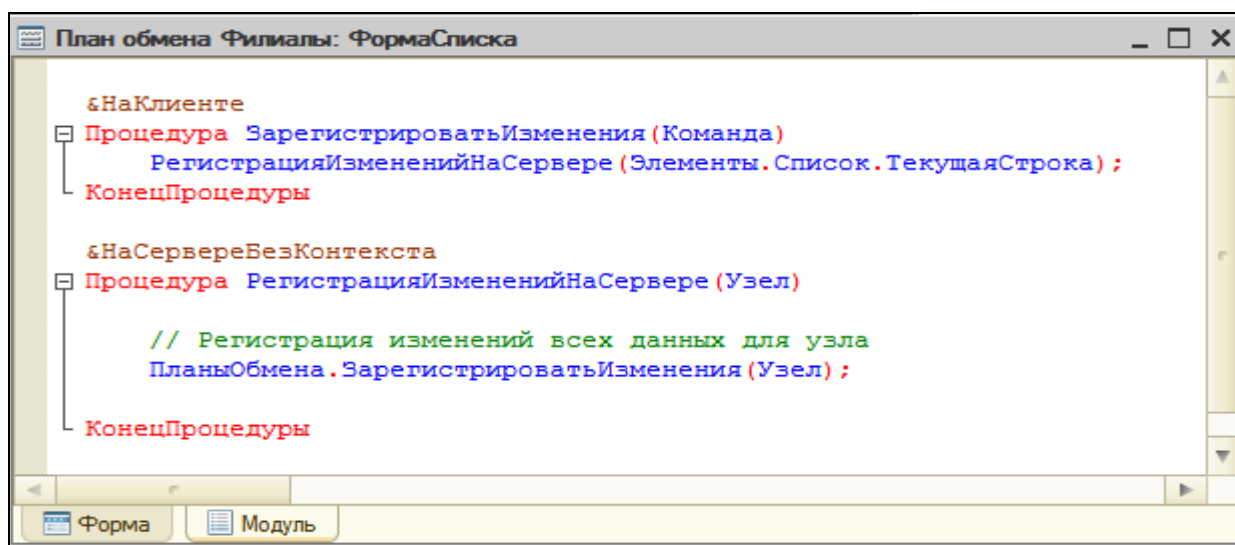 План обмена Филиалы: ФормаСписка
&НаКлиенте
Процедура ЗарегистрироватьИзменения(Команда)
РегистрацияИзмененийНаСервере(Элементы.Список.ТекущаяСтрока);
КонецПроцедуры
&НаСервереБезКонтекста
Процедура РегистрацияИзмененийНаСервере(Узел)
// Регистрация изменений всех данных для узла
ПланыОбмена.ЗарегистрироватьИзменения(Узел);
КонецПроцедуры
Форма Модуль